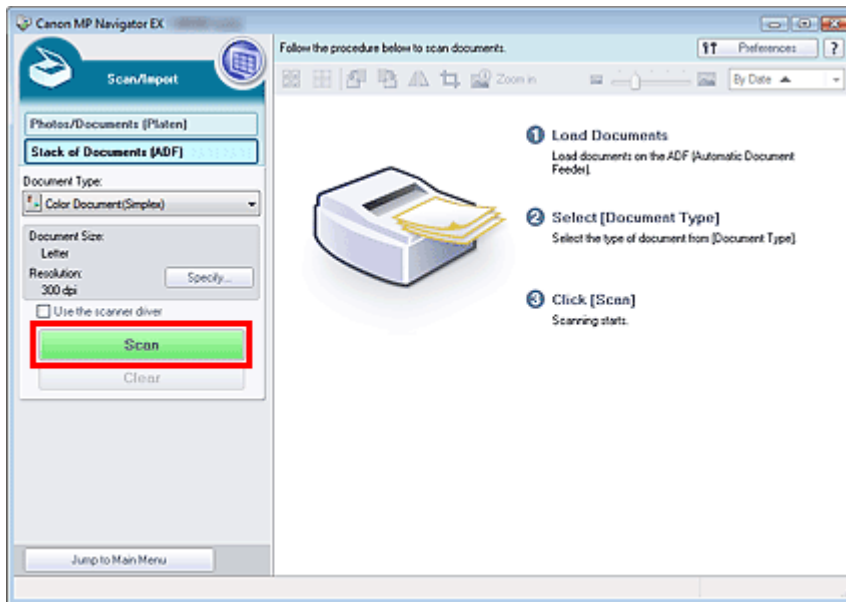 Canon MP Navigator EX
Scan/Import
Photos/Documents (Platen)
Stack of Documents (ADF)
Document Type:
Color Document(Simplex)
Document Size:
Letter
Resolution:
300 dpi
Specify...
Use the scanner driver
Scan
Clear
Jump to Main Menu
Follow the procedure below to scan documents.
Preferences
?
Zoom in
By Date
1 Load Documents
Load documents on the ADF (Automatic Document
Feeder).
2 Select [Document Type]
Select the type of document from [Document Type]
3 Click [Scan]
Scanning starts.